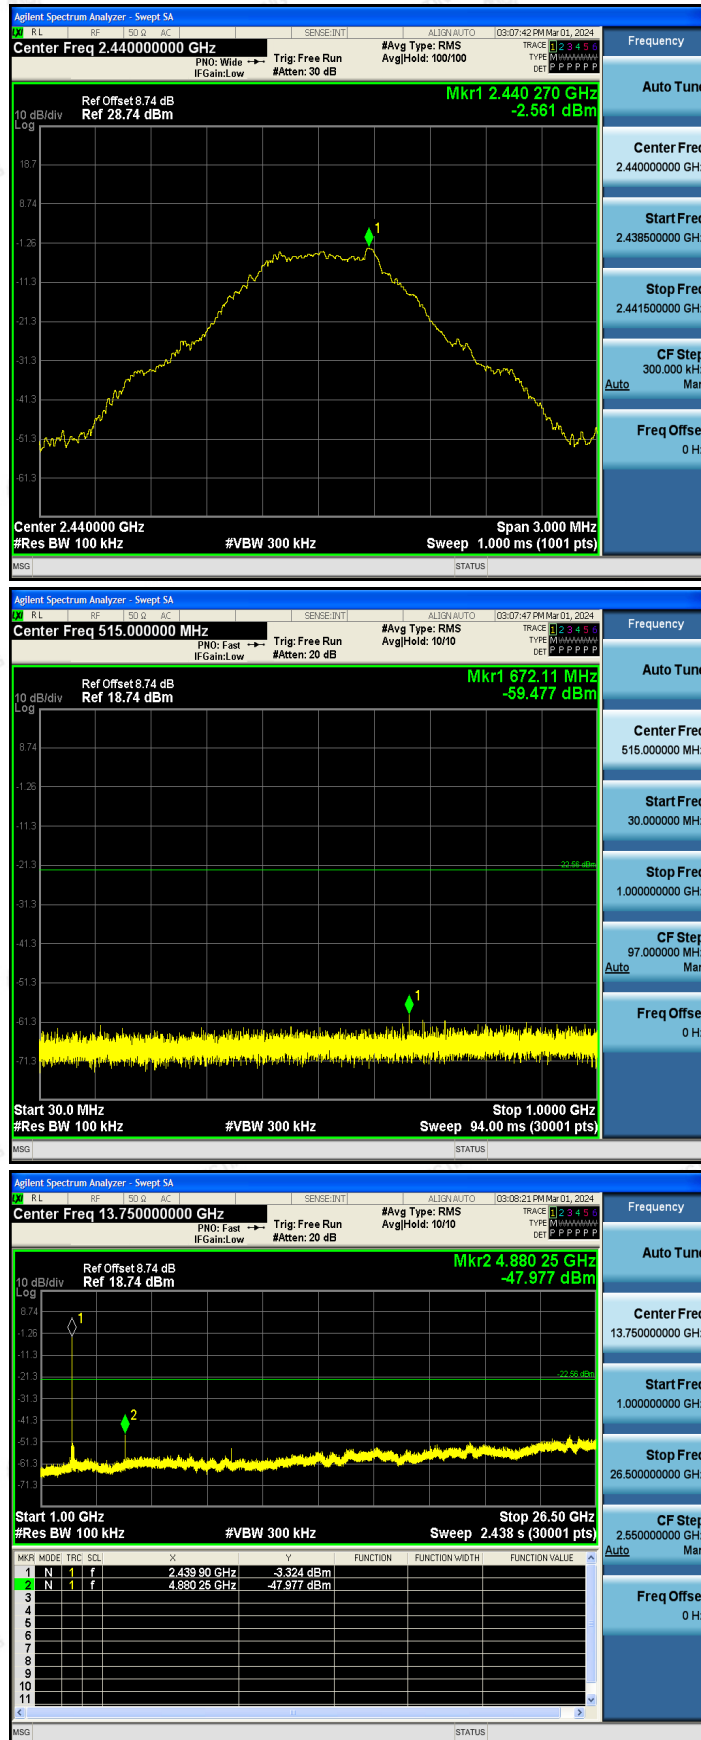 Agilent Spectrum Analyzer - Swept SA
LXI RL RF 50 Ω AC SENSE:INT ALIGN AUTO 03:07:42 PM Mar 01, 2024
Center Freq 2.440000000 GHz #Avg Type: RMS TRACE 1 2 3 4 5 6
PNO: Wide Trig: Free Run Avg|Hold: 100/100 TYPE M
IFGain:Low #Atten: 30 dB DET P P P P P P
Frequency
Auto Tune
Mkr1 2.440 270 GHz
-2.561 dBm
Ref Offset 8.74 dB
10 dB/div Ref 28.74 dBm
Log
18.7
8.74
-1.26
-11.3
-21.3
-31.3
-41.3
-51.3
-61.3
1
Center Freq
2.440000000 GHz
Start Freq
2.438500000 GHz
Stop Freq
2.441500000 GHz
CF Step
300.000 kHz
Auto Man
Freq Offset
0 Hz
Center 2.440000 GHz Span 3.000 MHz
#Res BW 100 kHz #VBW 300 kHz Sweep 1.000 ms (1001 pts)
MSG STATUS
Agilent Spectrum Analyzer - Swept SA
LXI RL RF 50 Ω AC SENSE:INT ALIGN AUTO 03:07:47 PM Mar 01, 2024
Center Freq 515.000000 MHz #Avg Type: RMS TRACE 1 2 3 4 5 6
PNO: Fast Trig: Free Run Avg|Hold: 10/10 TYPE M
IFGain:Low #Atten: 20 dB DET P P P P P P
Frequency
Auto Tune
Mkr1 672.11 MHz
-59.477 dBm
Ref Offset 8.74 dB
10 dB/div Ref 18.74 dBm
Log
8.74
-1.26
-11.3
-21.3
-31.3
-41.3
-51.3
-61.3
-71.3
-22.56 dBm
1
Center Freq
515.000000 MHz
Start Freq
30.000000 MHz
Stop Freq
1.000000000 GHz
CF Step
97.000000 MHz
Auto Man
Freq Offset
0 Hz
Start 30.0 MHz Stop 1.0000 GHz
#Res BW 100 kHz #VBW 300 kHz Sweep 94.00 ms (30001 pts)
MSG STATUS
Agilent Spectrum Analyzer - Swept SA
LXI RL RF 50 Ω AC SENSE:INT ALIGN AUTO 03:08:21 PM Mar 01, 2024
Center Freq 13.750000000 GHz #Avg Type: RMS TRACE 1 2 3 4 5 6
PNO: Fast Trig: Free Run Avg|Hold: 10/10 TYPE M
IFGain:Low #Atten: 20 dB DET P P P P P P
Frequency
Auto Tune
Mkr2 4.880 25 GHz
-47.977 dBm
Ref Offset 8.74 dB
10 dB/div Ref 18.74 dBm
Log
8.74
-1.26
-11.3
-21.3
-31.3
-41.3
-51.3
-61.3
-71.3
1
2
-22.56 dBm
Center Freq
13.750000000 GHz
Start Freq
1.000000000 GHz
Stop Freq
26.500000000 GHz
CF Step
2.550000000 GHz
Auto Man
Freq Offset
0 Hz
Start 1.00 GHz Stop 26.50 GHz
#Res BW 100 kHz #VBW 300 kHz Sweep 2.438 s (30001 pts)
MKR MODE TRC SCL X Y FUNCTION FUNCTION WIDTH FUNCTION VALUE
1 N 1 f 2.439 90 GHz -3.324 dBm
2 N 1 f 4.880 25 GHz -47.977 dBm
3
4
5
6
7
8
9
10
11
MSG STATUS